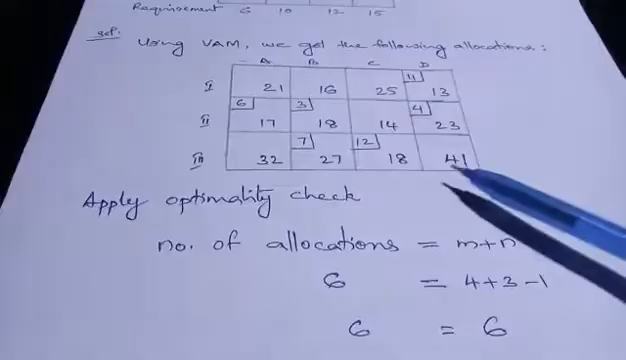 Requirement 6 10 12 15
Sol:
Using VAM, we get the following allocations:
A B C D
I 21 16 25 11 13
II 6 17 3 18 14 4 23
III 32 7 27 12 18 41
Apply optimality check
no. of allocations = m+n
6 = 4+3-1
6 = 6